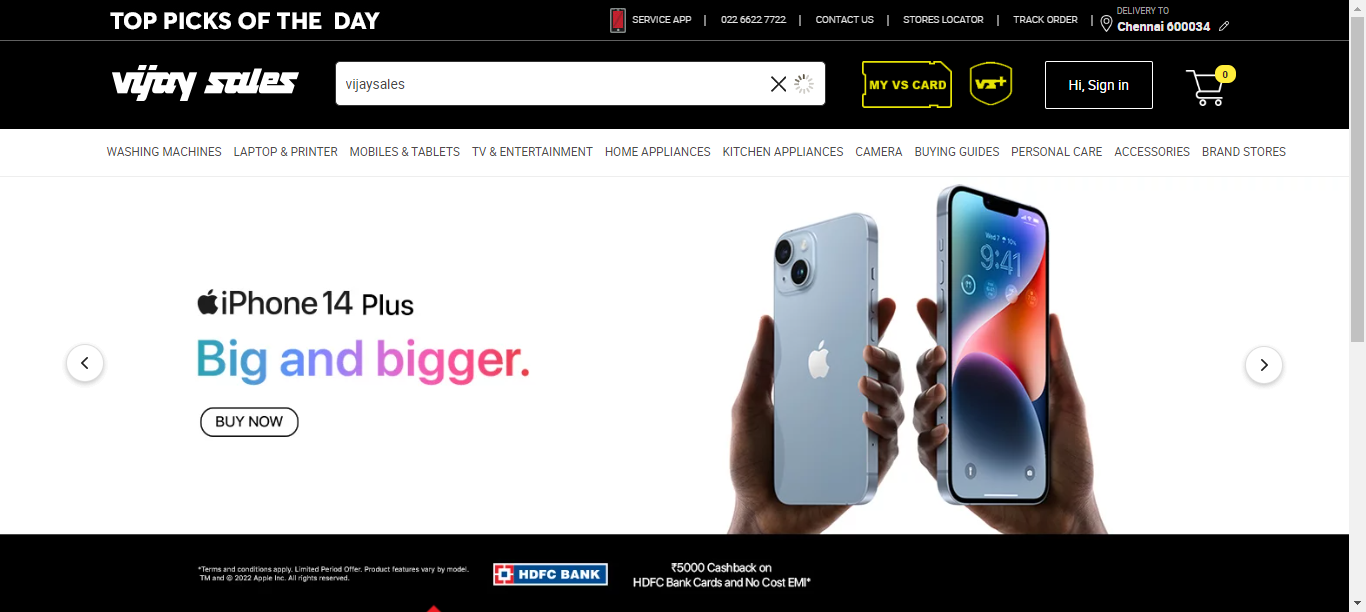 TOP PICKS OF THE DAY
SERVICE APP | 022 6622 7722 | CONTACT US | STORES LOCATOR | TRACK ORDER |
DELIVERY TO
Chennai 600034
vijay sales
vijaysales
MY VS CARD
VS+
Hi, Sign in
0
WASHING MACHINES LAPTOP & PRINTER MOBILES & TABLETS TV & ENTERTAINMENT HOME APPLIANCES KITCHEN APPLIANCES CAMERA BUYING GUIDES PERSONAL CARE ACCESSORIES BRAND STORES
iPhone 14 Plus
Big and bigger.
BUY NOW
9:41
*Terms and conditions apply. Limited Period Offer. Product features vary by model.
TM and © 2022 Apple Inc. All rights reserved.
HDFC BANK
₹5000 Cashback on
HDFC Bank Cards and No Cost EMI*